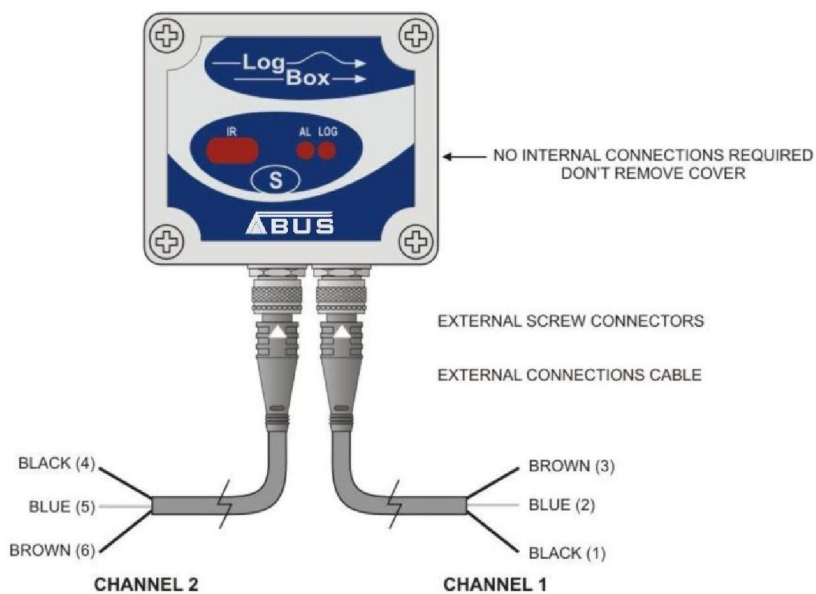 Log
Box
IR
AL LOG
S
ABUS
NO INTERNAL CONNECTIONS REQUIRED
DON'T REMOVE COVER
EXTERNAL SCREW CONNECTORS
EXTERNAL CONNECTIONS CABLE
BLACK (4)
BLUE (5)
BROWN (6)
CHANNEL 2
BROWN (3)
BLUE (2)
BLACK (1)
CHANNEL 1